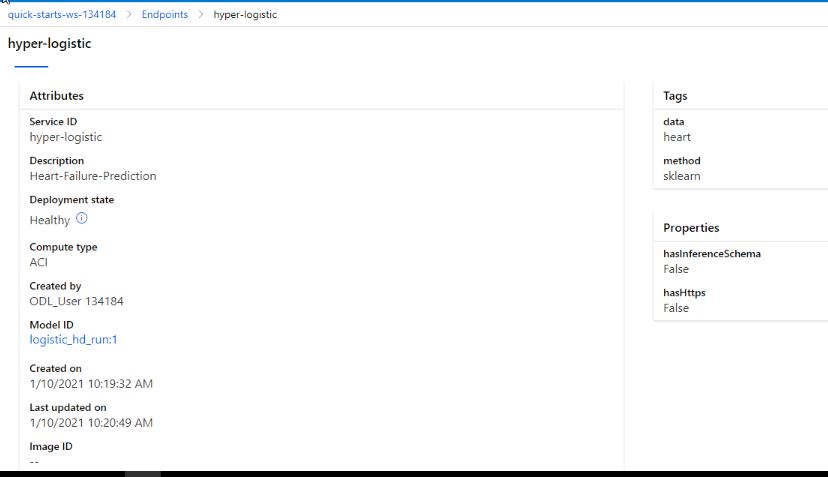 quick-starts-ws-134184 > Endpoints > hyper-logistic
hyper-logistic
Attributes
Service ID
hyper-logistic
Description
Heart-Failure-Prediction
Deployment state
Healthy
Compute type
ACI
Created by
ODL_User 134184
Model ID
logistic_hd_run:1
Created on
1/10/2021 10:19:32 AM
Last updated on
1/10/2021 10:20:49 AM
Image ID
--
Tags
data
heart
method
sklearn
Properties
hasInferenceSchema
False
hasHttps
False